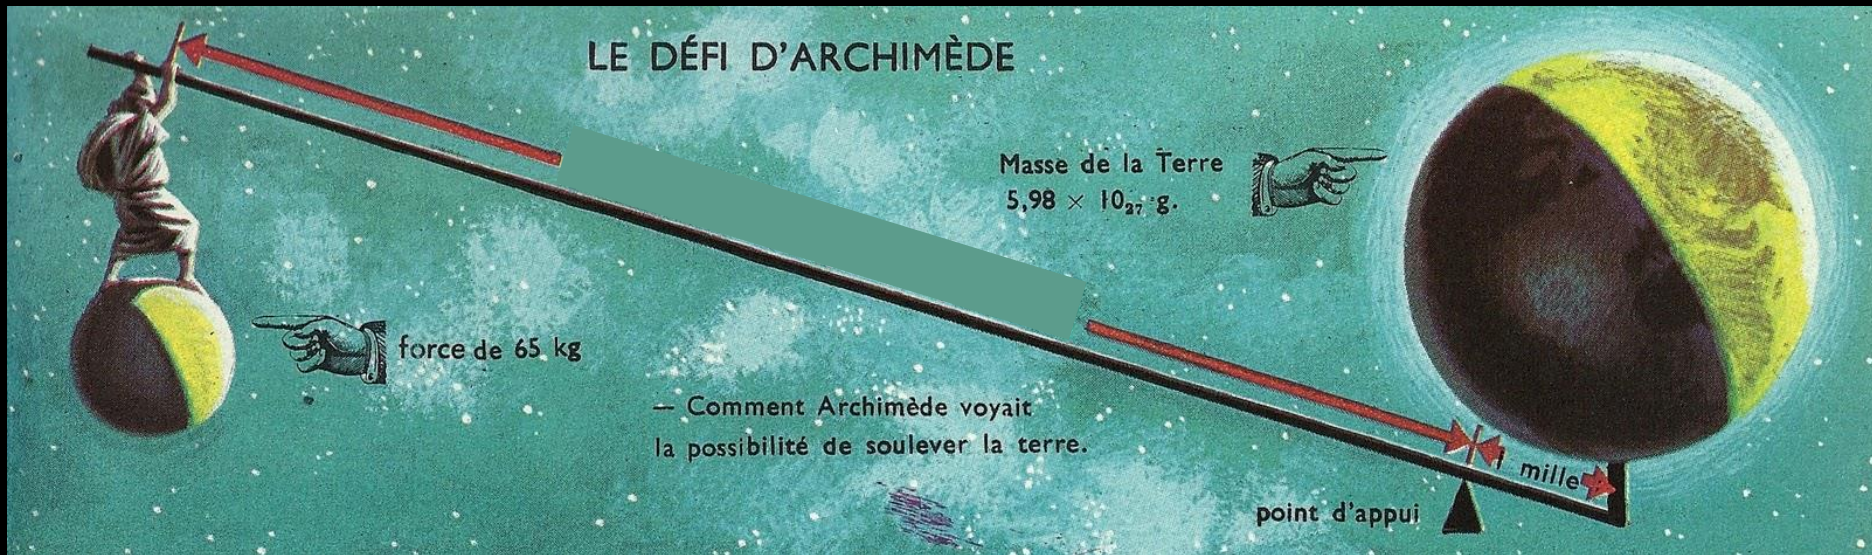 LE DÉFI D'ARCHIMÈDE
Masse de la Terre
5,98 × 10₂₇ g.
force de 65 kg
— Comment Archimède voyait
la possibilité de soulever la terre.
1 mille
point d'appui